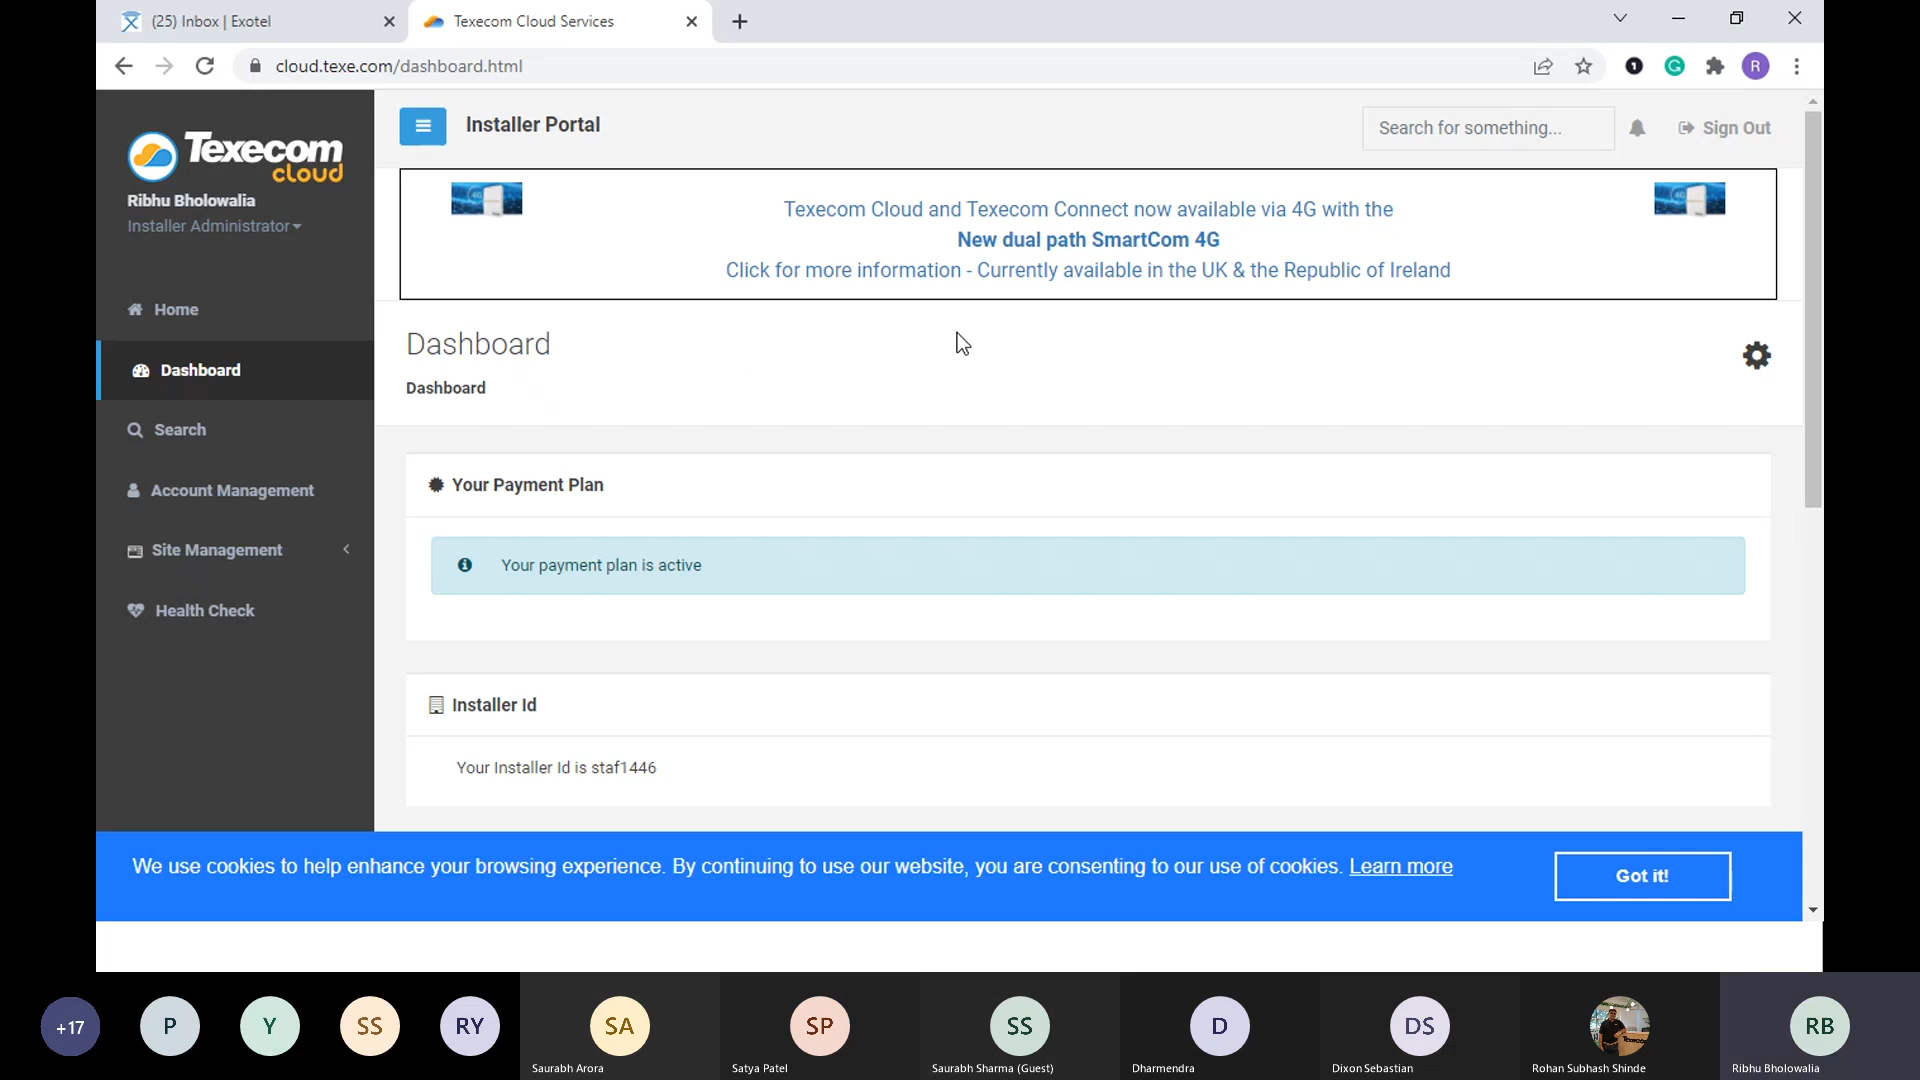 (25) Inbox | Exotel
Texecom Cloud Services
cloud.texe.com/dashboard.html
R
Texecom
cloud
Ribhu Bholowalia
Installer Administrator
Home
Dashboard
Search
Account Management
Site Management
Health Check
Installer Portal
Search for something...
Sign Out
Texecom Cloud and Texecom Connect now available via 4G with the
New dual path SmartCom 4G
Click for more information - Currently available in the UK & the Republic of Ireland
Dashboard
Dashboard
Your Payment Plan
Your payment plan is active
Installer Id
Your Installer Id is staf1446
We use cookies to help enhance your browsing experience. By continuing to use our website, you are consenting to our use of cookies. Learn more
Got it!
+17
P
Y
SS
RY
SA
Saurabh Arora
SP
Satya Patel
SS
Saurabh Sharma (Guest)
D
Dharmendra
DS
Dixon Sebastian
Rohan Subhash Shinde
RB
Ribhu Bholowalia